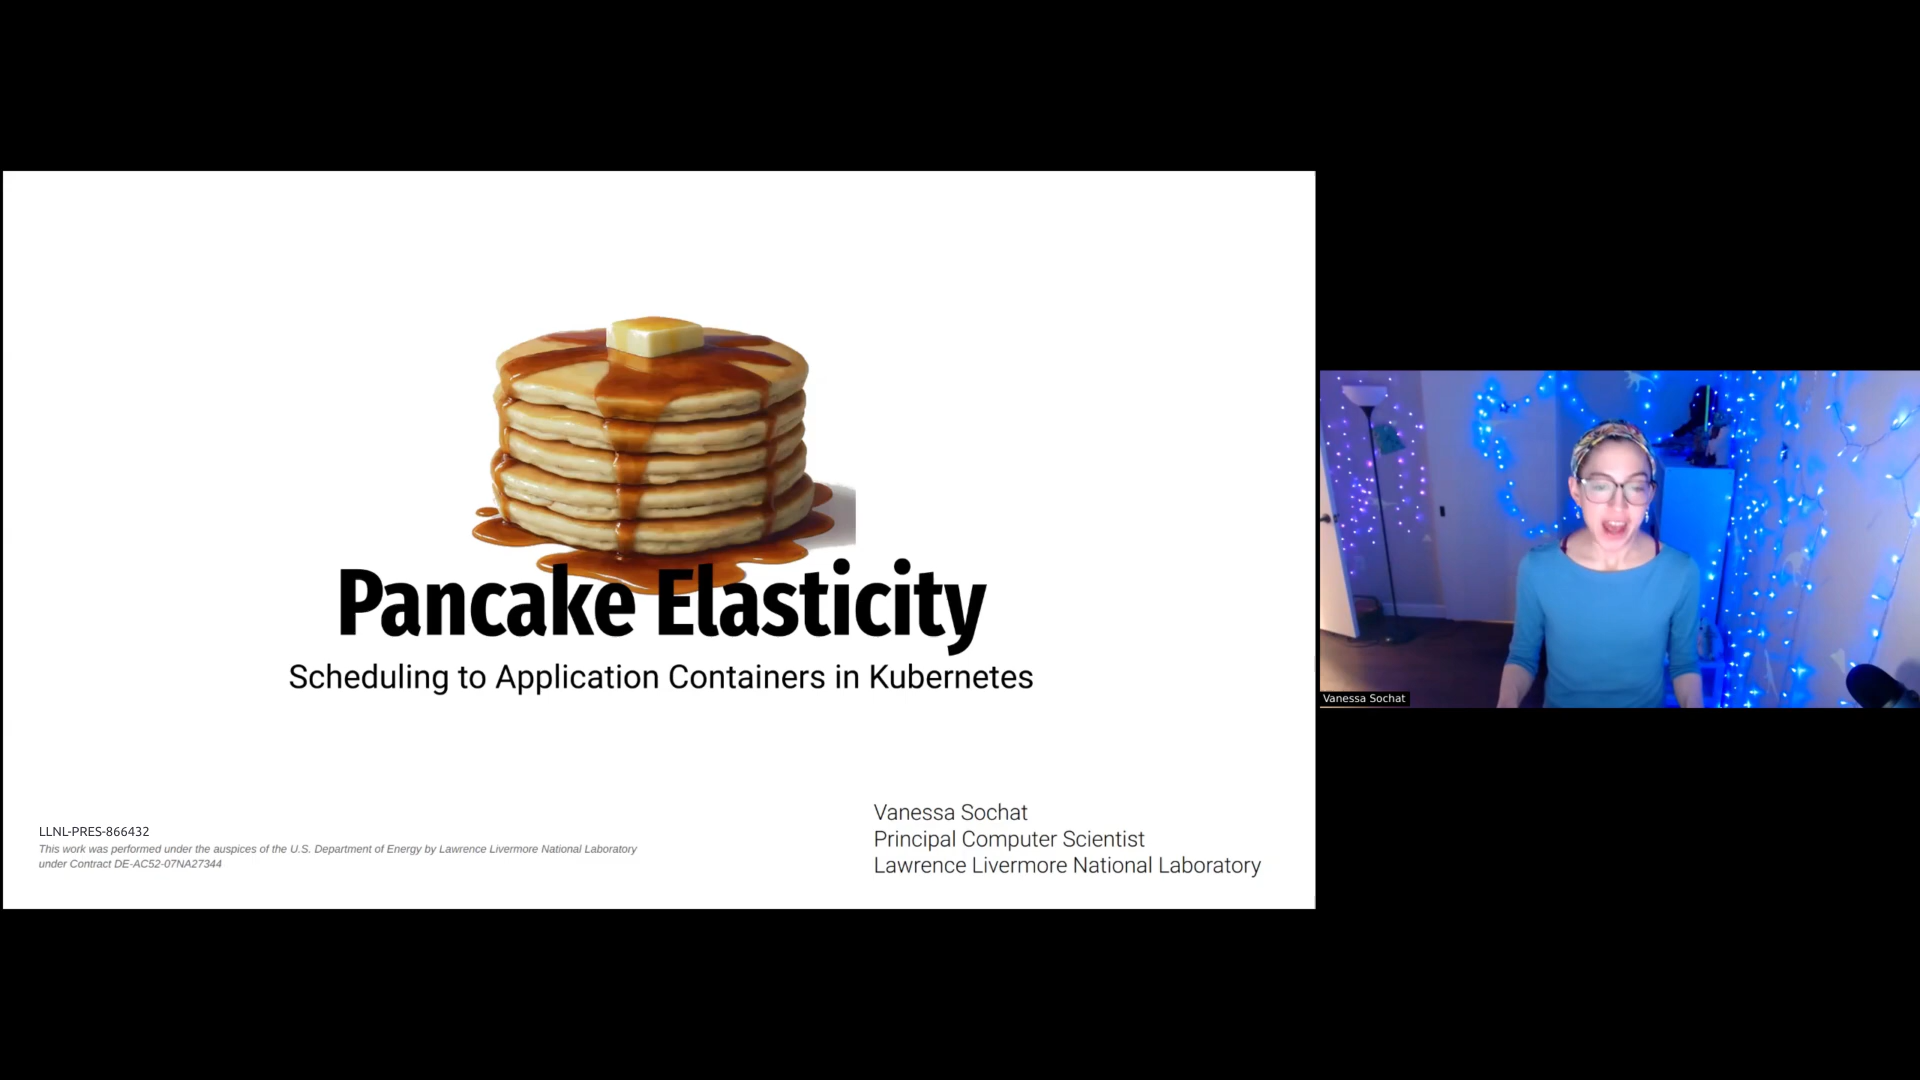 Pancake Elasticity
Scheduling to Application Containers in Kubernetes
LLNL-PRES-866432
This work was performed under the auspices of the U.S. Department of Energy by Lawrence Livermore National Laboratory
under Contract DE-AC52-07NA27344
Vanessa Sochat
Principal Computer Scientist
Lawrence Livermore National Laboratory
Vanessa Sochat